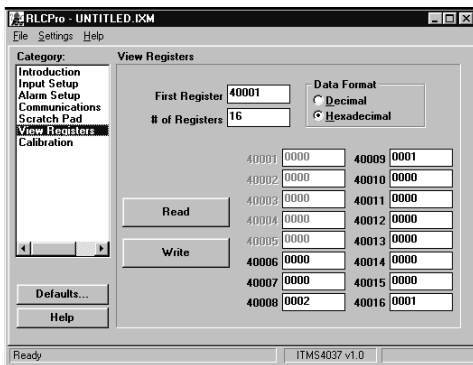 RLCPro - UNTITLED.IXM
File Settings Help
Category:
Introduction
Input Setup
Alarm Setup
Communications
Scratch Pad
View Registers
Calibration
Defaults...
Help
View Registers
First Register 40001
# of Registers 16
Data Format
Decimal
Hexadecimal
Read
Write
40001 0000
40002 0000
40003 0000
40004 0000
40005 0000
40006 0000
40007 0000
40008 0002
40009 0001
40010 0000
40011 0000
40012 0000
40013 0000
40014 0000
40015 0000
40016 0001
Ready
ITMS4037 v1.0